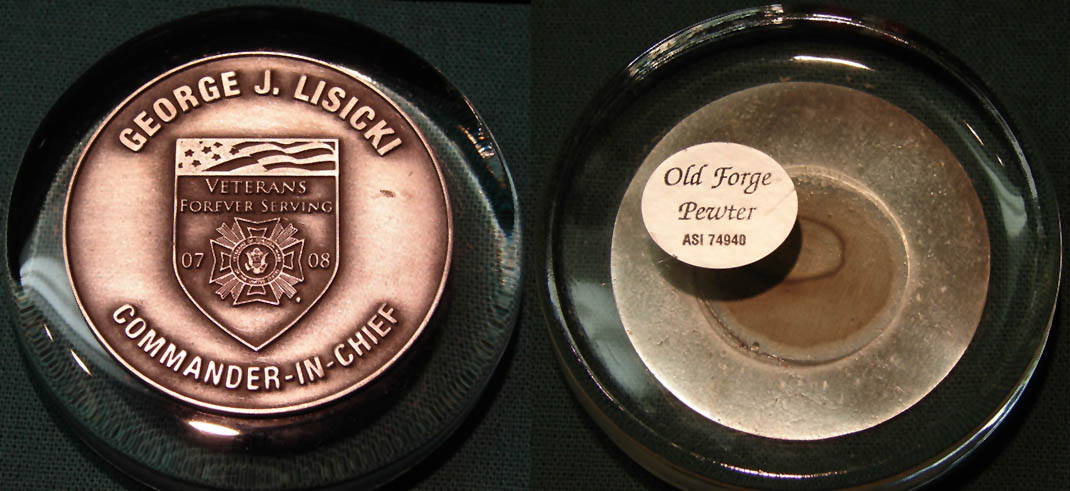 GEORGE J. LISICKI
VETERANS
FOREVER SERVING
07 08
COMMANDER-IN-CHIEF
Old Forge
Pewter
ASI 74940